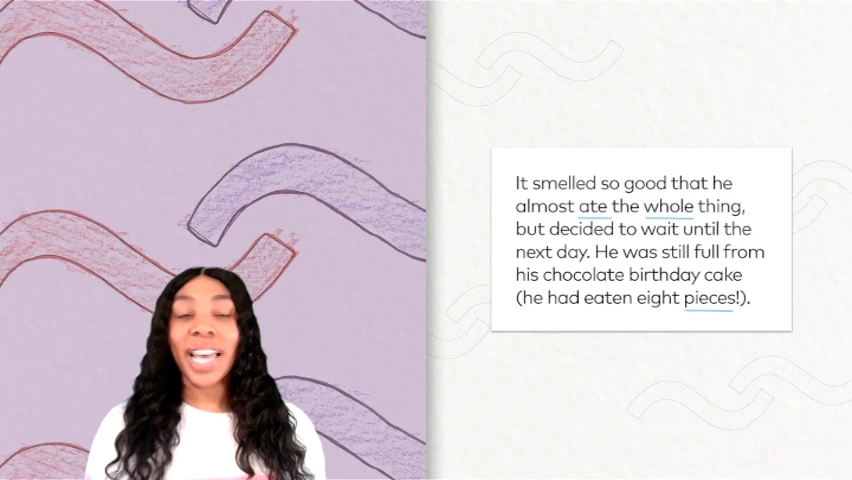 It smelled so good that he
almost ate the whole thing,
but decided to wait until the
next day. He was still full from
his chocolate birthday cake
(he had eaten eight pieces!).